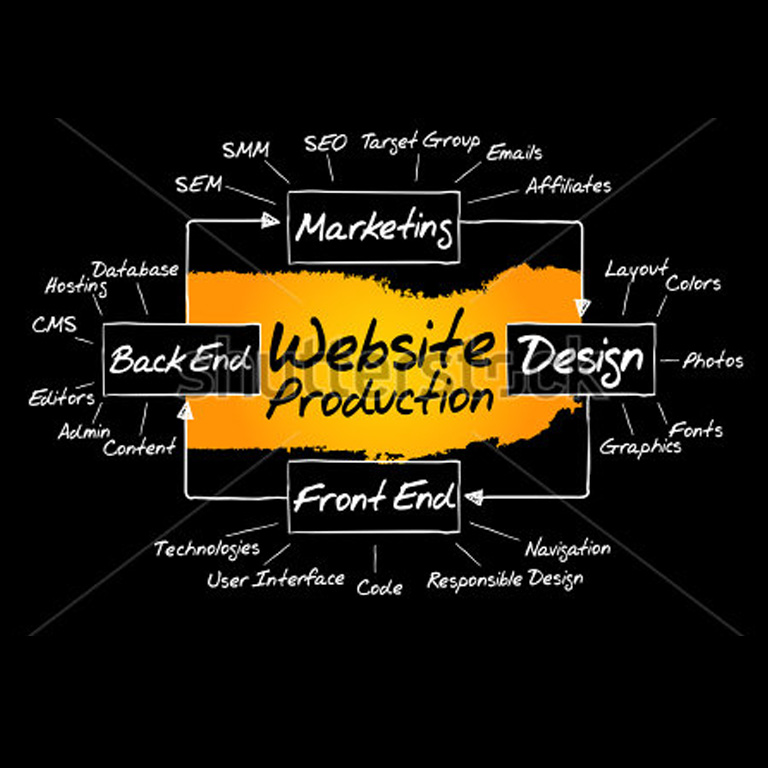 SMM
SEO
Target Group
Emails
SEM
Affiliates
Marketing
Database
Hosting
Layout
Colors
CMS
Back End
Website
Production
Design
Photos
Editors
Admin
Content
Fonts
Graphics
Front End
Technologies
User Interface
Code
Responsible Design
Navigation
shutterstock